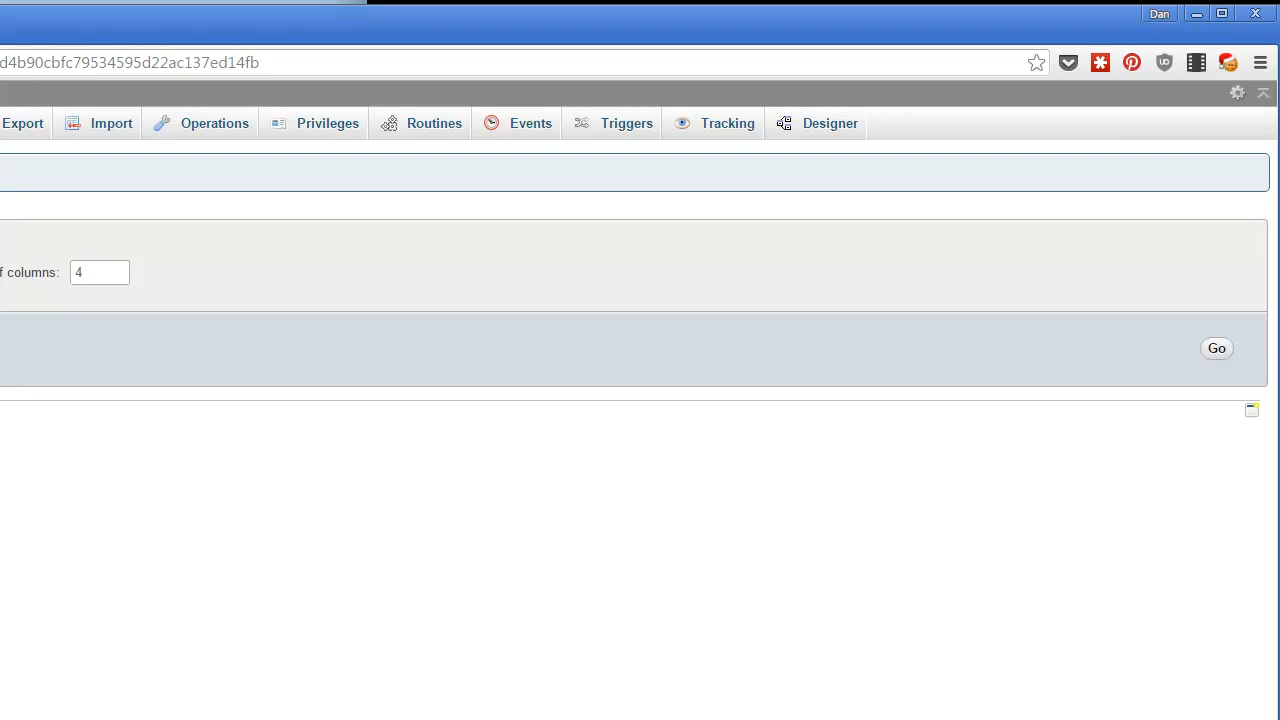 Dan
d4b90cbfc79534595d22ac137ed14fb
Export Import Operations Privileges Routines Events Triggers Tracking Designer
f columns: 4
Go